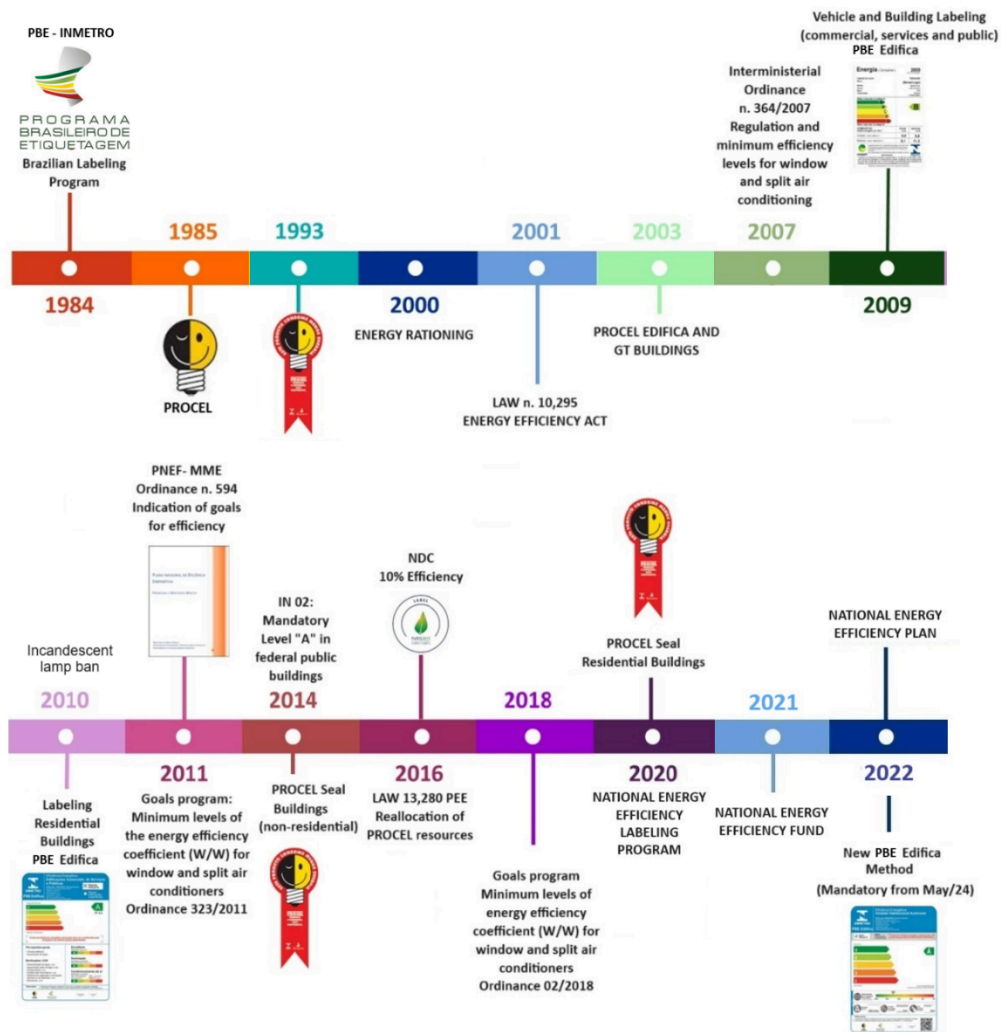 PBE - INMETRO
PROGRAMA
BRASILEIRO DE
ETIQUETAGEM
Brazilian Labeling
Program
Interministerial
Ordinance
n. 364/2007
Regulation and
minimum efficiency
levels for window
and split air
conditioning
Vehicle and Building Labeling
(commercial, services and public)
PBE Edifica
Energia
1984
1985
1993
2000
2001
2003
2007
2009
PROCEL
ENERGY RATIONING
LAW n. 10,295
ENERGY EFFICIENCY ACT
PROCEL EDIFICA AND
GT BUILDINGS
PNEF- MME
Ordinance n. 594
Indication of goals
for efficiency
IN 02:
Mandatory
Level "A" in
federal public
buildings
NDC
10% Efficiency
PROCEL Seal
Residential Buildings
NATIONAL ENERGY
EFFICIENCY PLAN
Incandescent
lamp ban
2010
2011
2014
2016
2018
2020
2021
2022
Labeling
Residential
Buildings
PBE Edifica
Goals program:
Minimum levels of
the energy efficiency
coefficient (W/W) for
window and split air
conditioners
Ordinance 323/2011
PROCEL Seal
Buildings
(non-residential)
LAW 13,280 PEE
Reallocation of
PROCEL resources
Goals program
Minimum levels of
energy efficiency
coefficient (W/W) for
window and split air
conditioners
Ordinance 02/2018
NATIONAL ENERGY
EFFICIENCY
LABELING
PROGRAM
NATIONAL ENERGY
EFFICIENCY FUND
New PBE Edifica
Method
(Mandatory from May/24)